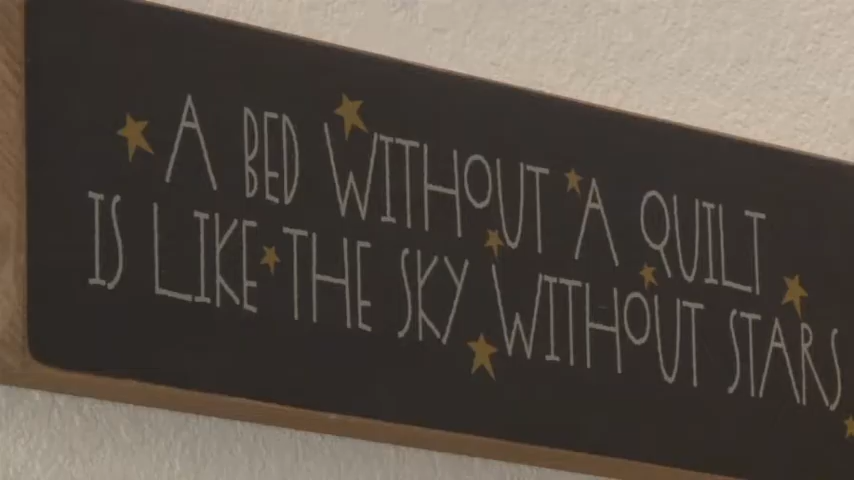 A BED WITHOUT A QUILT
IS LIKE THE SKY WITHOUT STARS